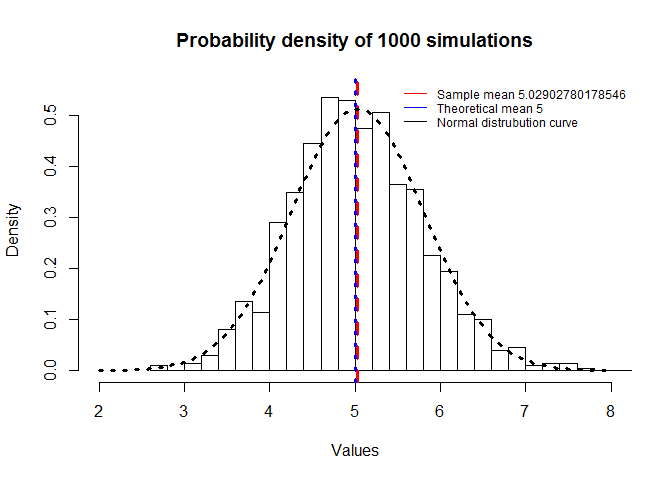 Probability density of 1000 simulations
Sample mean 5.02902780178546
Theoretical mean 5
Normal distrubution curve
Density
0.0 0.1 0.2 0.3 0.4 0.5
2 3 4 5 6 7 8
Values